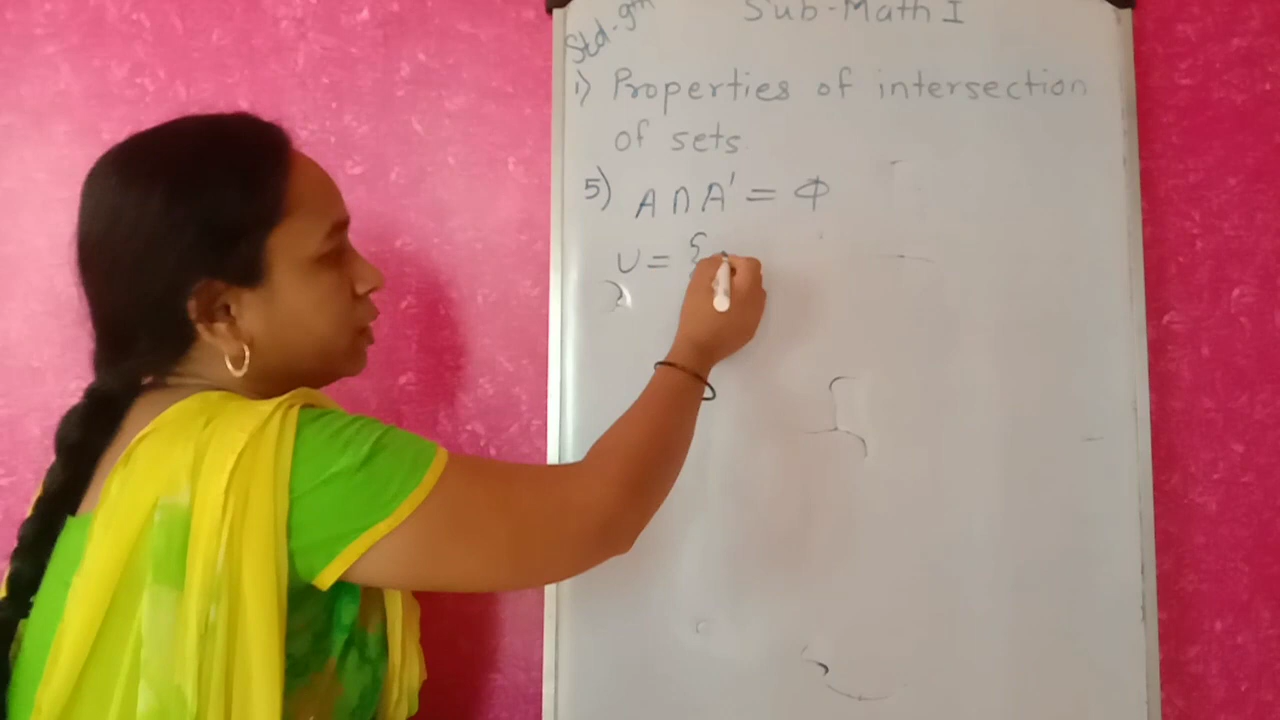 Sub-Math I
Std-9th
1) Properties of intersection
of sets.
5) A ∩ A' = Φ
U = {